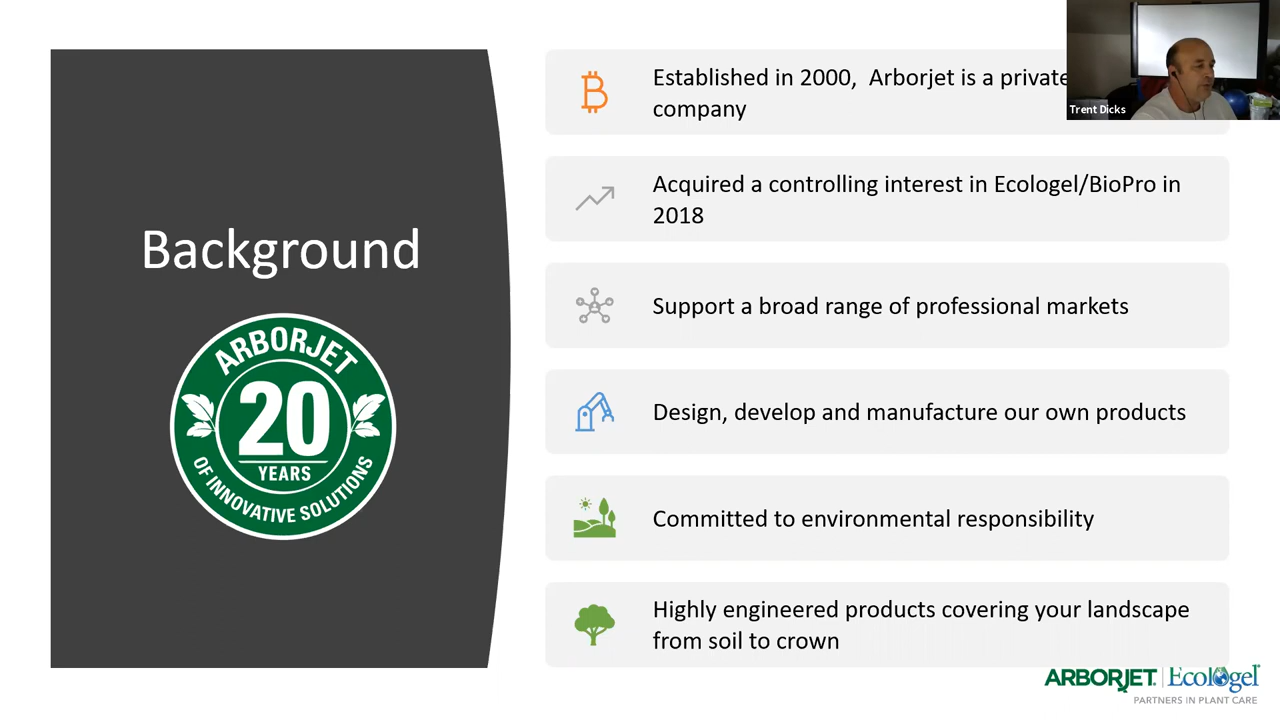 Background
ARBORJET
20
YEARS
OF INNOVATIVE SOLUTIONS
Established in 2000, Arborjet is a private
company
Acquired a controlling interest in Ecologel/BioPro in
2018
Support a broad range of professional markets
Design, develop and manufacture our own products
Committed to environmental responsibility
Highly engineered products covering your landscape
from soil to crown
Trent Dicks
ARBORJET Ecologel
PARTNERS IN PLANT CARE